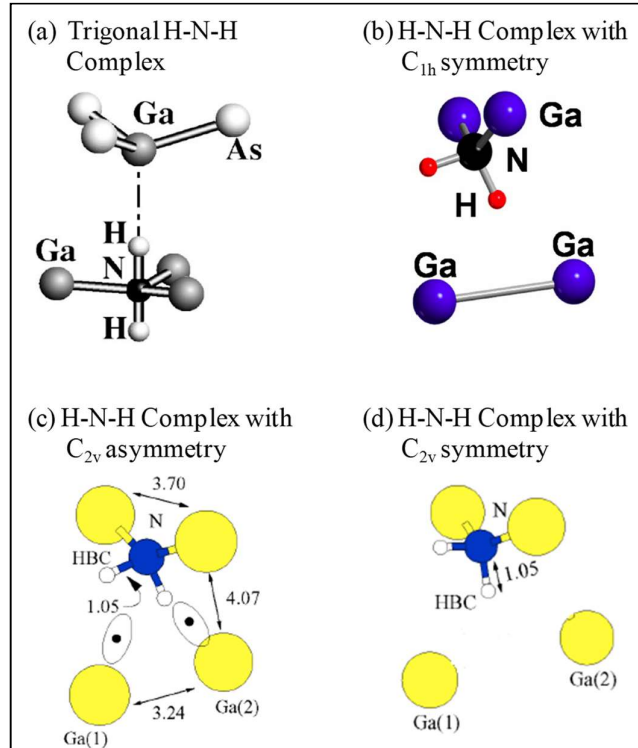 (a) Trigonal H-N-H
Complex
Ga
As
H
Ga
N
H
(b) H-N-H Complex with
C1h symmetry
Ga
N
H
Ga
Ga
(c) H-N-H Complex with
C2v asymmetry
3.70
N
HBC
1.05
4.07
3.24
Ga(2)
Ga(1)
(d) H-N-H Complex with
C2v symmetry
N
1.05
HBC
Ga(2)
Ga(1)